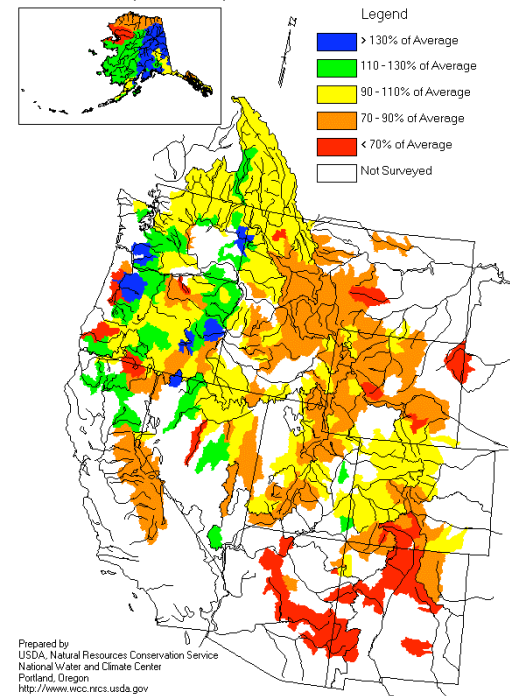 Legend
> 130% of Average
110 - 130% of Average
90 - 110% of Average
70 - 90% of Average
< 70% of Average
Not Surveyed
N
Prepared by
USDA, Natural Resources Conservation Service
National Water and Climate Center
Portland, Oregon
http://www.wcc.nrcs.usda.gov